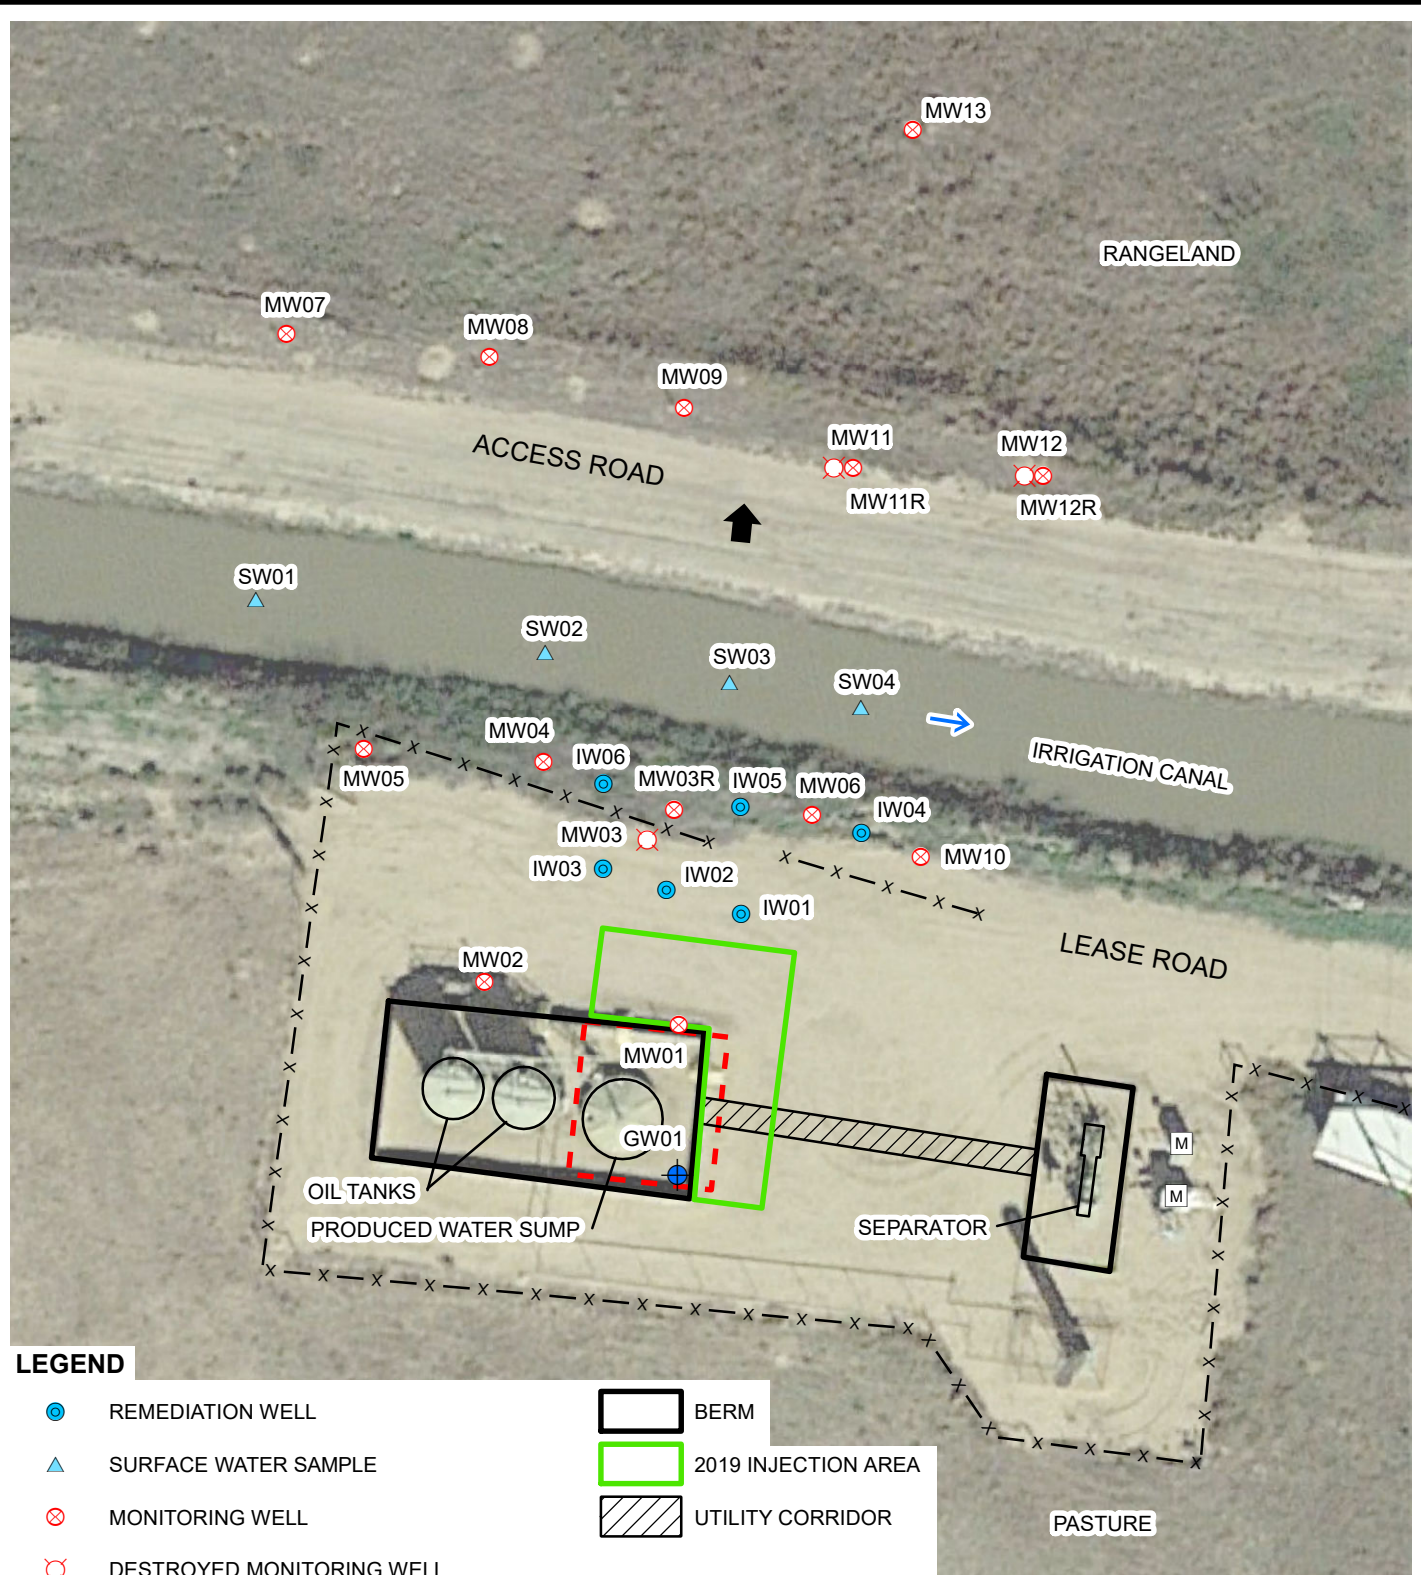 MW13
RANGELAND
MW07
MW08
MW09
MW11
MW12
ACCESS ROAD
MW11R
MW12R
SW01
SW02
SW03
SW04
IRRIGATION CANAL
MW04
MW05
IW06
MW03R
IW05
MW06
IW04
MW03
MW10
IW03
IW02
IW01
LEASE ROAD
MW02
MW01
GW01
M
M
OIL TANKS
PRODUCED WATER SUMP
SEPARATOR
PASTURE
LEGEND
REMEDIATION WELL
SURFACE WATER SAMPLE
MONITORING WELL
DESTROYED MONITORING WELL
BERM
2019 INJECTION AREA
UTILITY CORRIDOR